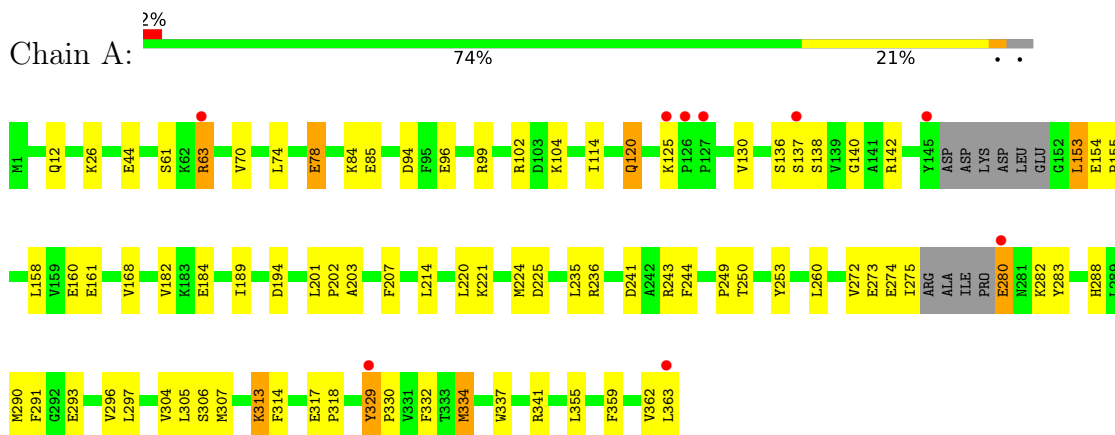 2%
Chain A:
74% 21% • •
M1 Q12 K26 E44 S61 K62 R63 V70 L74 E78 K84 E85 D94 F95 E96 R99 R102 D103 K104 I114 Q120 K125 P126 P127 V130 S136 S137 S138 V139 G140 A141 R142 Y145 ASP ASP LYS ASP LEU GLU G152 L153 E154 R155
L158 V159 E160 E161 V168 V182 K183 E184 I189 D194 L201 P202 A203 F207 L214 L220 K221 M224 D225 L235 R236 D241 A242 R243 F244 P249 T250 Y253 L260 V272 E273 E274 I275 ARG ALA ILE PRO E280 N281 K282 Y283 H288 L289
M290 F291 G292 E293 V296 L297 V304 L305 S306 M307 K313 F314 E317 P318 Y329 P330 V331 F332 T333 M334 W337 R341 L355 F359 V362 L363